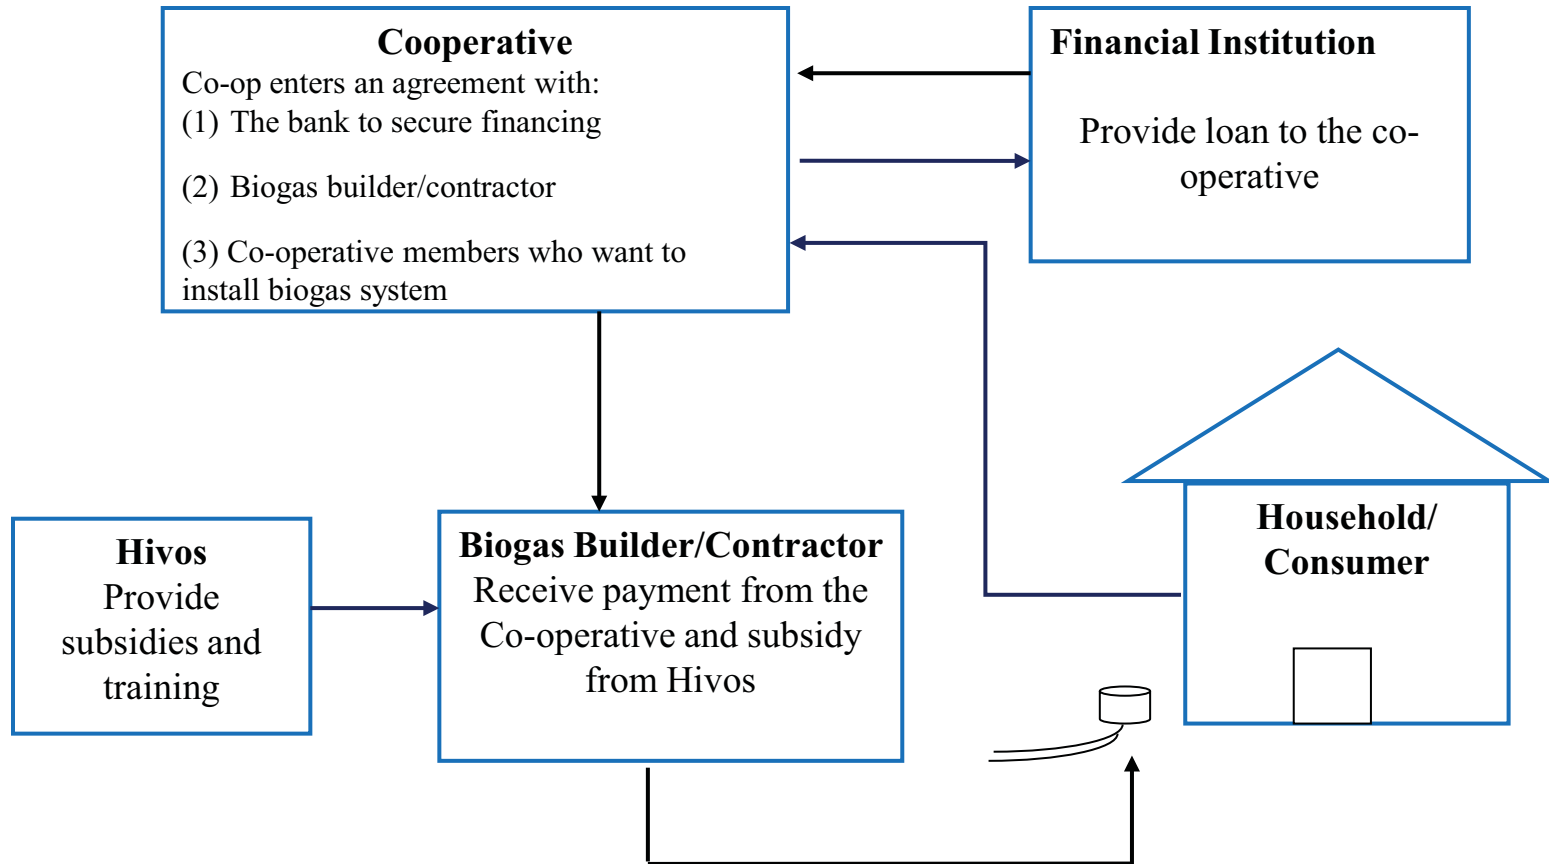 Cooperative
Co-op enters an agreement with:
(1) The bank to secure financing
(2) Biogas builder/contractor
(3) Co-operative members who want to
install biogas system
Financial Institution
Provide loan to the co-
operative
Hivos
Provide
subsidies and
training
Biogas Builder/Contractor
Receive payment from the
Co-operative and subsidy
from Hivos
Household/
Consumer